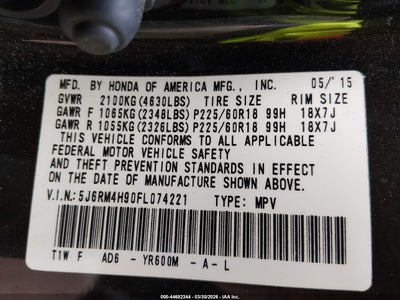 MFD. BY HONDA OF AMERICA MFG., INC. 05/'15
GVWR 2100KG(4630LBS) TIRE SIZE RIM SIZE
GAWR F 1065KG(2348LBS) P225/60R18 99H 18X7J
GAWR R 1055KG(2326LBS) P225/60R18 99H 18X7J
THIS VEHICLE CONFORMS TO ALL APPLICABLE
FEDERAL MOTOR VEHICLE SAFETY
AND THEFT PREVENTION STANDARDS IN EFFECT
ON THE DATE OF MANUFACTURE SHOWN ABOVE.
V.I.N.: 5J6RM4H90FL074221 TYPE: MPV
T1W F AD6 - YR600M - A - L
000-44682344 - 03/30/2026 - IAAI.COM